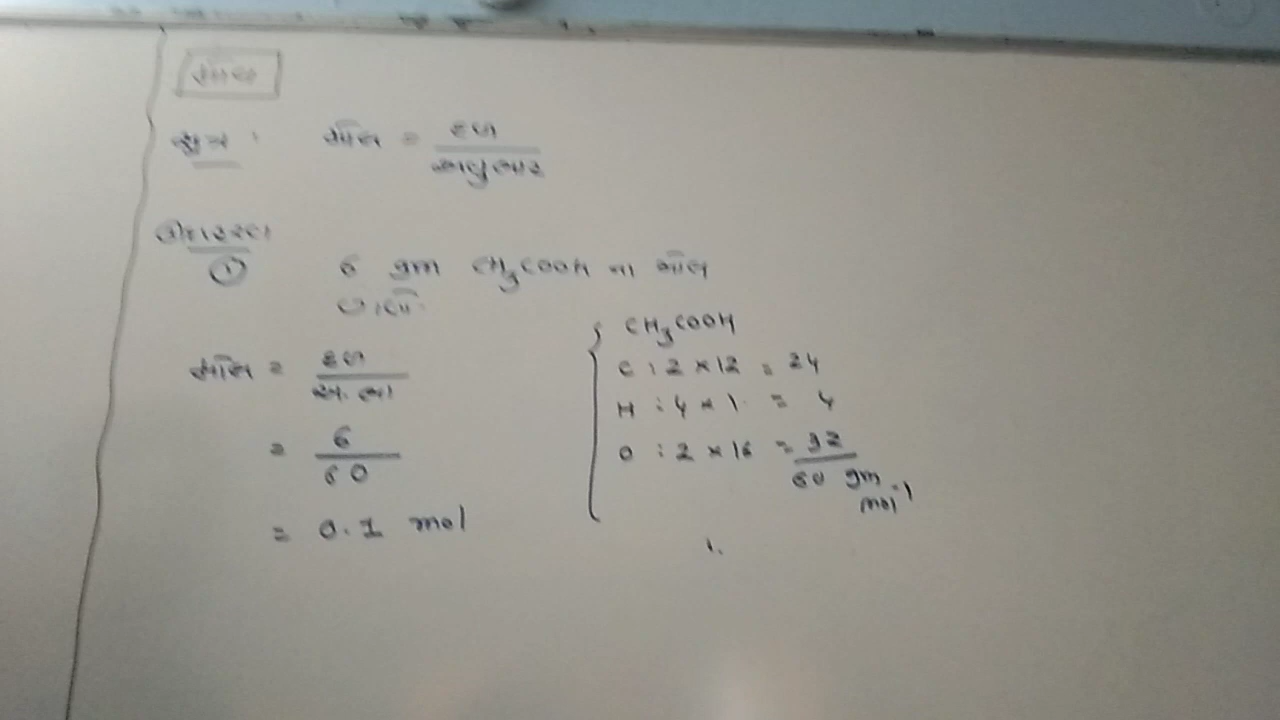 મોલ
સૂત્ર : મોલ = દળ / અણુભાર
ઉદાહરણ
①
6 gm CH₃COOH ના મોલ
શોધો.
મોલ = દળ / અ.ભા
= 6 / 60
= 0.1 mol
CH₃COOH
C : 2 × 12 = 24
H : 4 × 1 = 4
O : 2 × 16 = 32
60 gm
mol⁻¹